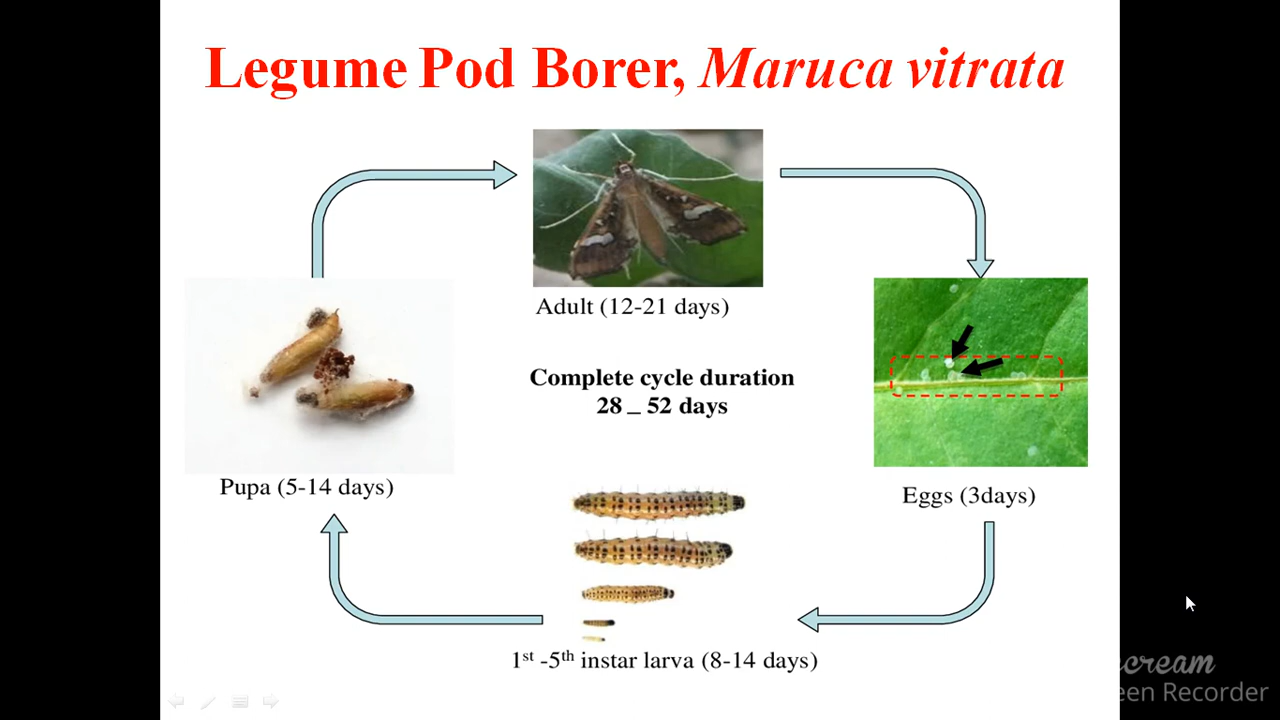 Legume Pod Borer, Maruca vitrata
Adult (12-21 days)
Complete cycle duration
28 _ 52 days
Pupa (5-14 days)
Eggs (3days)
1st -5th instar larva (8-14 days)
Recorder